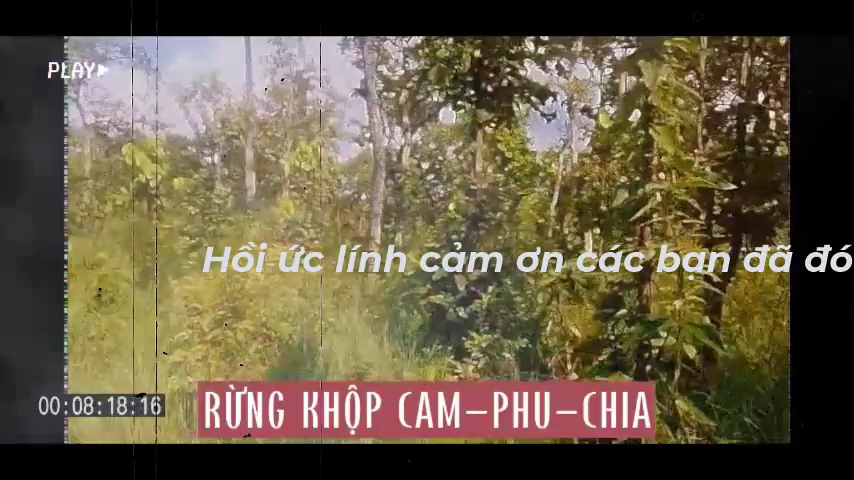 PLAY
Hồi ức lính cảm ơn các bạn đã đó
00:08:18:16
RỪNG KHỘP CAM-PHU-CHIA